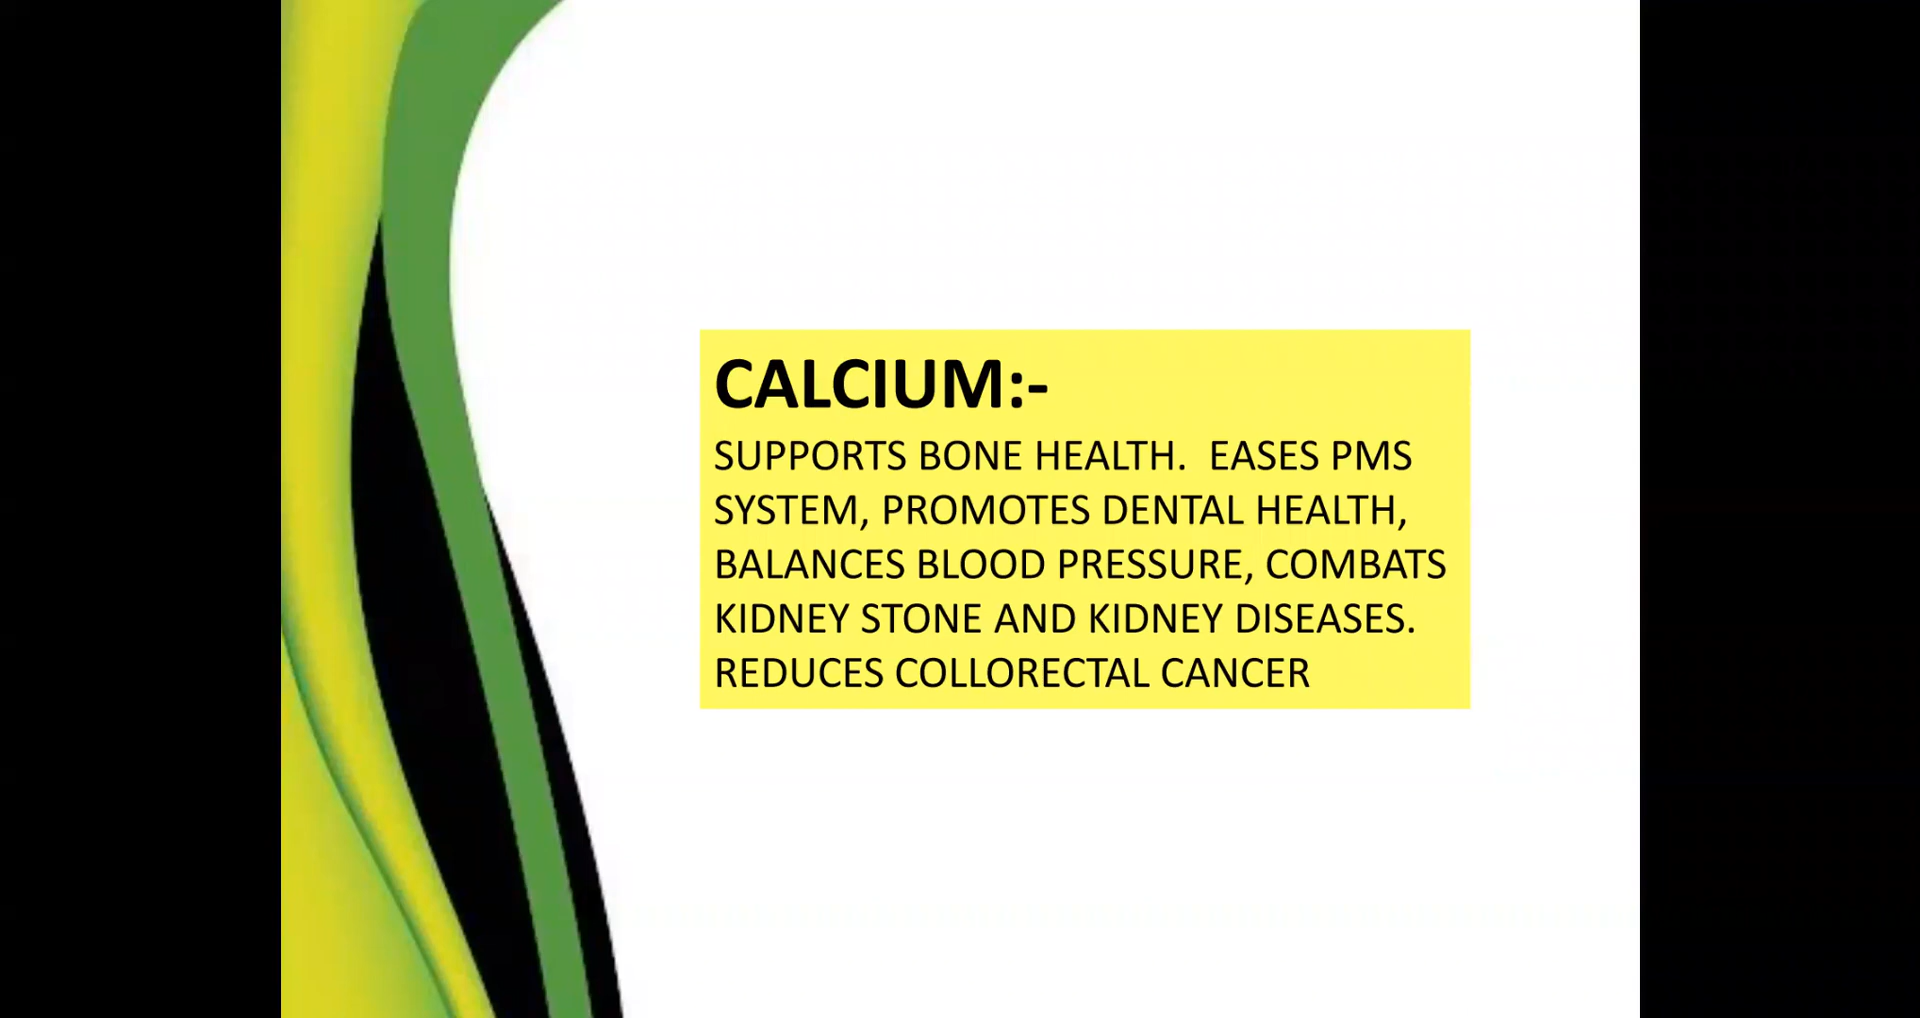 CALCIUM:-
SUPPORTS BONE HEALTH.  EASES PMS
SYSTEM, PROMOTES DENTAL HEALTH,
BALANCES BLOOD PRESSURE, COMBATS
KIDNEY STONE AND KIDNEY DISEASES.
REDUCES COLLORECTAL CANCER